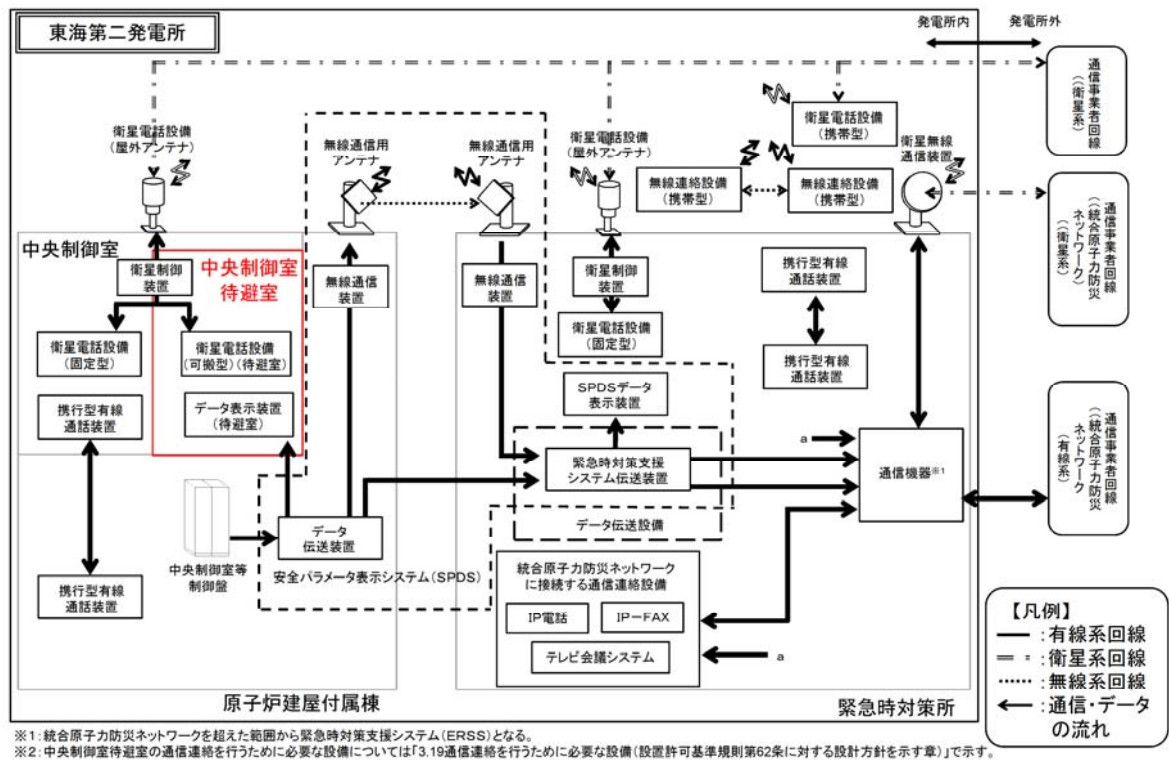 東海第二発電所
発電所内
発電所外
通信事業者回線
(衛星系)
衛星電話設備
(屋外アンテナ)
無線通信用
アンテナ
無線通信用
アンテナ
衛星電話設備
(屋外アンテナ)
衛星電話設備
(携帯型)
無線連絡設備
(携帯型)
無線連絡設備
(携帯型)
衛星無線
通信装置
通信事業者回線
(統合原子力防災
ネットワーク)
(衛星系)
中央制御室
中央制御室
待避室
衛星制御
装置
無線通信
装置
無線通信
装置
衛星制御
装置
携行型有線
通話装置
衛星電話設備
(固定型)
衛星電話設備
(可搬型)(待避室)
衛星電話設備
(固定型)
携行型有線
通話装置
携行型有線
通話装置
データ表示装置
(待避室)
SPDSデータ
表示装置
a
緊急時対策支援
システム伝送装置
通信機器※1
通信事業者回線
(統合原子力防災
ネットワーク
(有線系)
データ伝送設備
データ
伝送装置
中央制御室等
制御盤
安全パラメータ表示システム(SPDS)
携行型有線
通話装置
統合原子力防災ネットワーク
に接続する通信連絡設備
IP電話
IP-FAX
テレビ会議システム
a
原子炉建屋付属棟
緊急時対策所
【凡例】
:有線系回線
:衛星系回線
:無線系回線
:通信・データ
の流れ
※1:統合原子力防災ネットワークを超えた範囲から緊急時対策支援システム(ERSS)となる。
※2:中央制御室待避室の通信連絡を行うために必要な設備については「3.19通信連絡を行うために必要な設備(設置許可基準規則第62条に対する設計方針を示す章)」で示す。